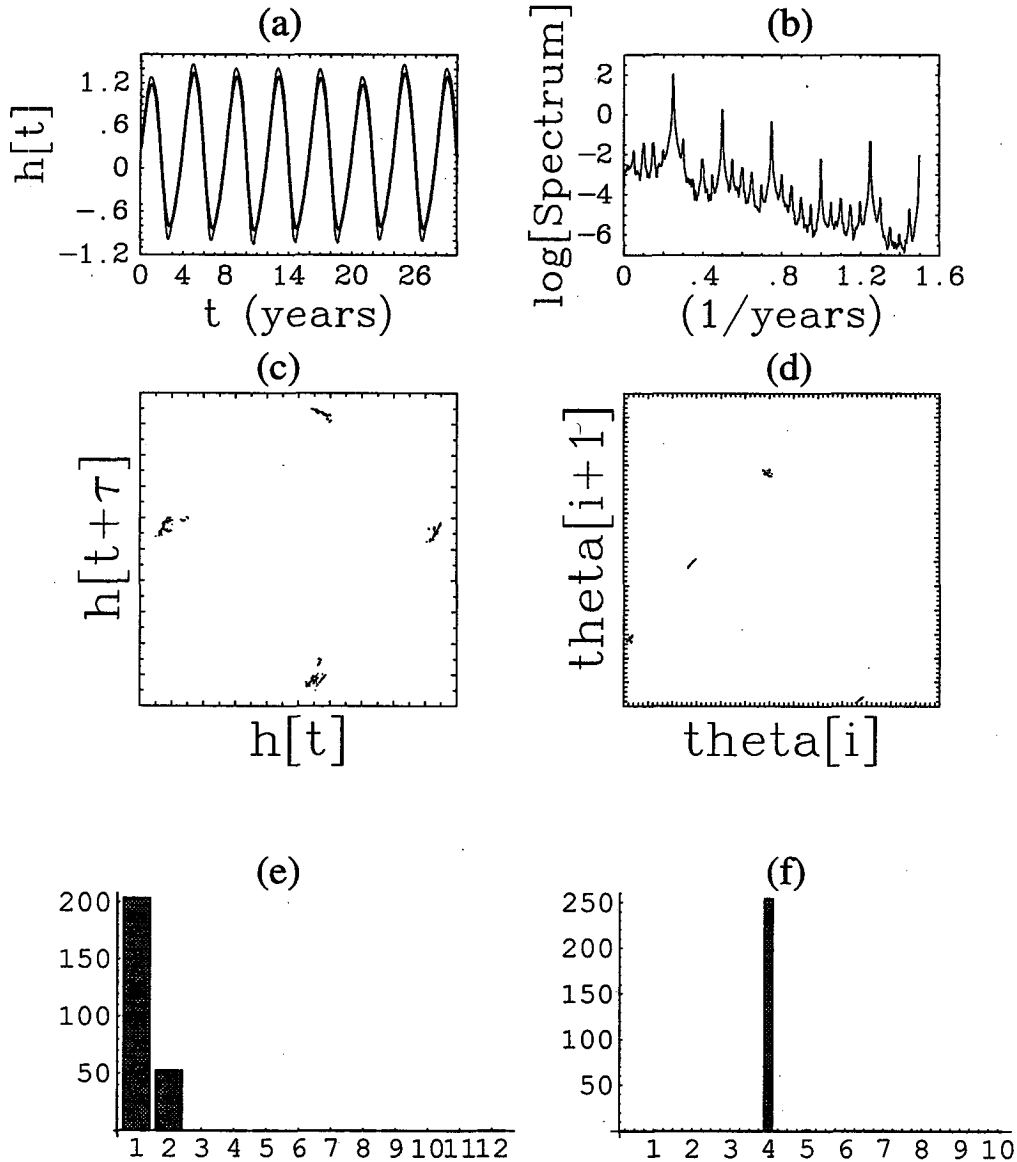 (a)
h[t]
1.2
.6
0
−.6
−1.2
0 4 8 14 20 26
t (years)
(b)
log[Spectrum]
2
0
−2
−4
−6
0 .4 .8 1.2 1.6
(1/years)
(c)
h[t+τ]
h[t]
(d)
theta[i+1]
theta[i]
(e)
200
150
100
50
1 2 3 4 5 6 7 8 9 10 11 12
(f)
250
200
150
100
50
1 2 3 4 5 6 7 8 9 10